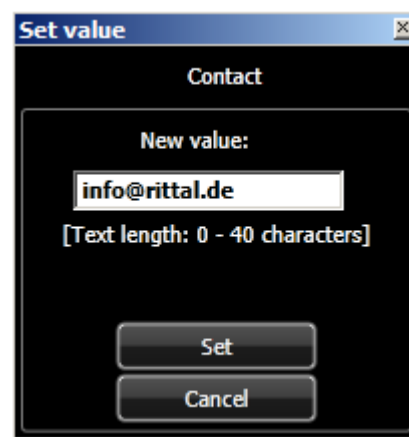 Set value
Contact
New value:
info@rittal.de
[Text length: 0 - 40 characters]
Set
Cancel